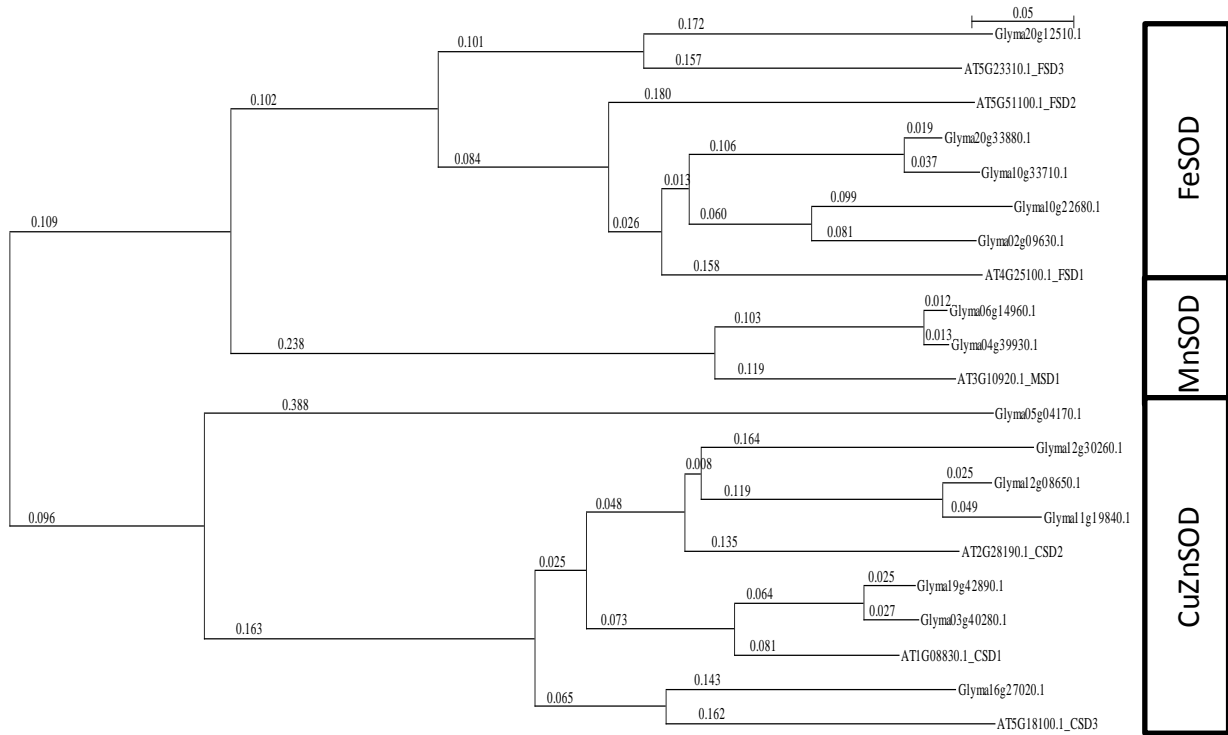 0.05
0.172
Glyma20g12510.1
0.101
0.157
AT5G23310.1_FSD3
0.102
0.180
AT5G51100.1_FSD2
0.019
Glyma20g33880.1
0.106
0.084
0.037
Glyma10g33710.1
0.013
0.099
Glyma10g22680.1
0.109
0.060
0.026
0.081
Glyma02g09630.1
0.158
AT4G25100.1_FSD1
FeSOD
0.012
Glyma06g14960.1
0.103
0.013
Glyma04g39930.1
0.238
0.119
AT3G10920.1_MSD1
MnSOD
0.388
Glyma05g04170.1
0.164
Glyma12g30260.1
0.008
0.025
Glyma12g08650.1
0.119
0.048
0.049
Glyma11g19840.1
0.096
0.135
AT2G28190.1_CSD2
0.025
0.025
Glyma19g42890.1
0.064
0.027
Glyma03g40280.1
0.073
0.163
0.081
AT1G08830.1_CSD1
0.143
Glyma16g27020.1
0.065
0.162
AT5G18100.1_CSD3
CuZnSOD